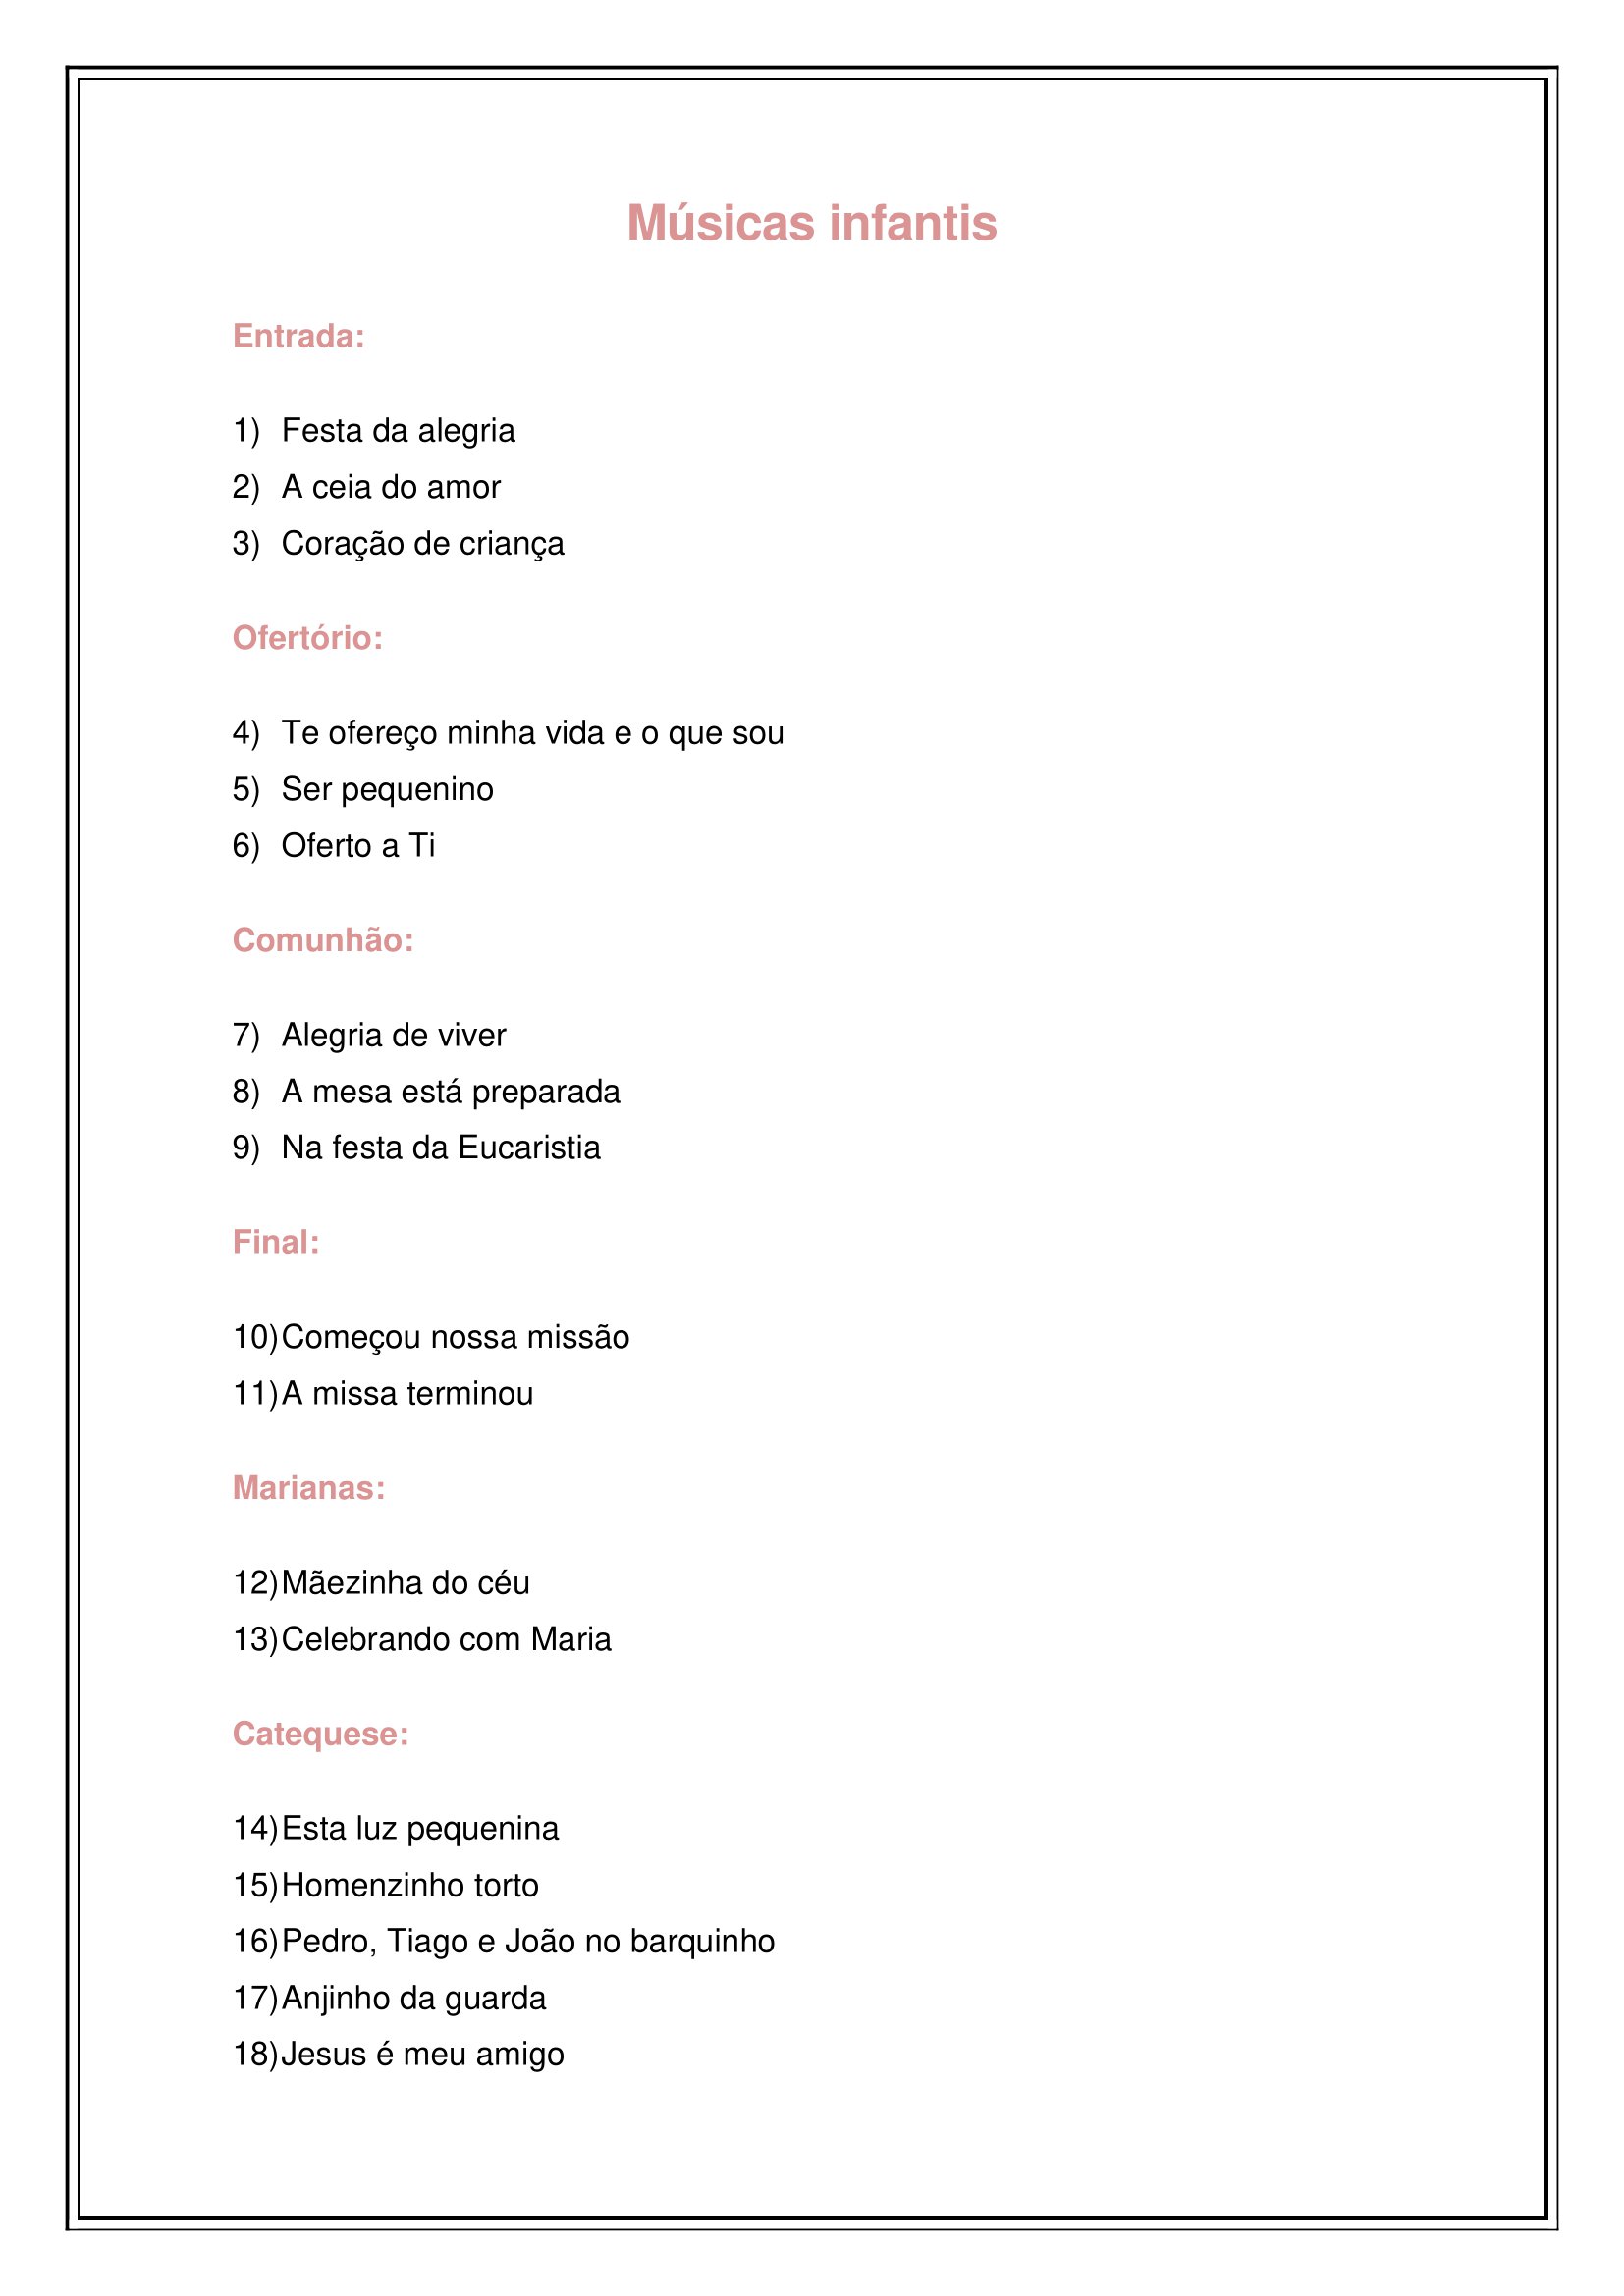 Músicas infantis
Entrada:
1) Festa da alegria
2) A ceia do amor
3) Coração de criança
Ofertório:
4) Te ofereço minha vida e o que sou
5) Ser pequenino
6) Oferto a Ti
Comunhão:
7) Alegria de viver
8) A mesa está preparada
9) Na festa da Eucaristia
Final:
10) Começou nossa missão
11) A missa terminou
Marianas:
12) Mãezinha do céu
13) Celebrando com Maria
Catequese:
14) Esta luz pequenina
15) Homenzinho torto
16) Pedro, Tiago e João no barquinho
17) Anjinho da guarda
18) Jesus é meu amigo